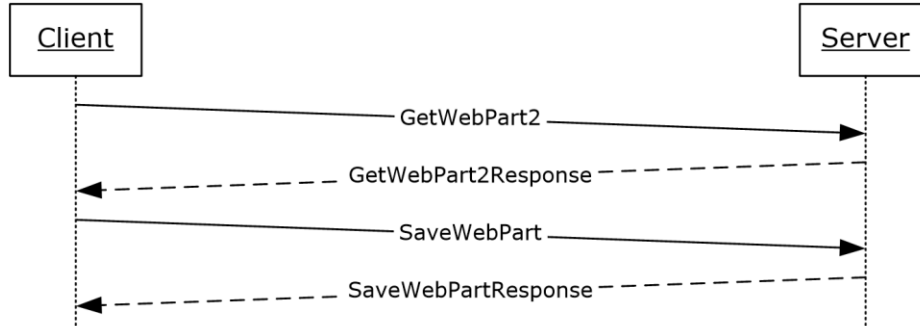 Client
Server
GetWebPart2
GetWebPart2Response
SaveWebPart
SaveWebPartResponse